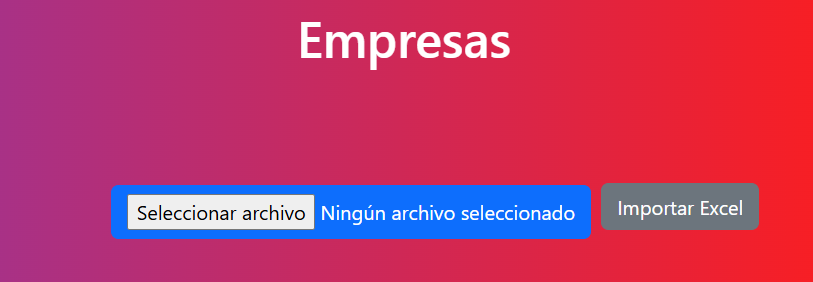 Empresas
Seleccionar archivo Ningún archivo seleccionado Importar Excel